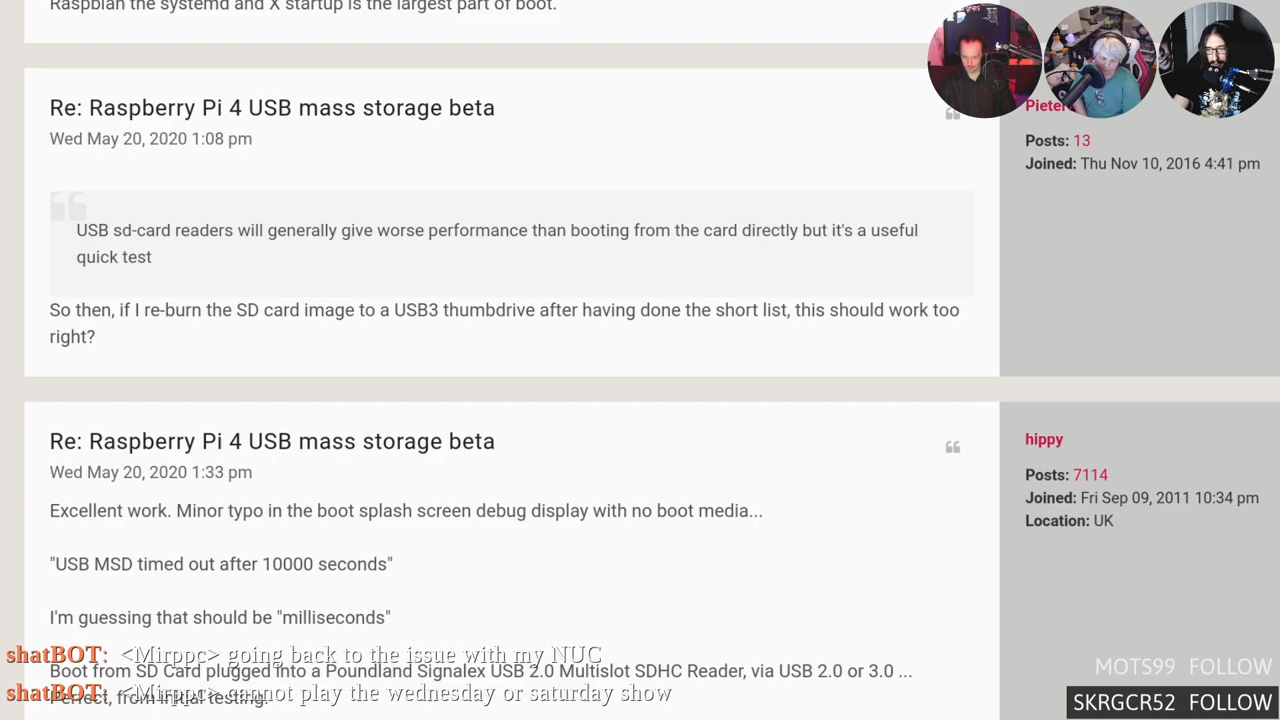 Raspbian the systemd and X startup is the largest part of boot.
Re: Raspberry Pi 4 USB mass storage beta
Wed May 20, 2020 1:08 pm
Pieter
Posts: 13
Joined: Thu Nov 10, 2016 4:41 pm
USB sd-card readers will generally give worse performance than booting from the card directly but it's a useful
quick test
So then, if I re-burn the SD card image to a USB3 thumbdrive after having done the short list, this should work too
right?
Re: Raspberry Pi 4 USB mass storage beta
Wed May 20, 2020 1:33 pm
hippy
Posts: 7114
Joined: Fri Sep 09, 2011 10:34 pm
Location: UK
Excellent work. Minor typo in the boot splash screen debug display with no boot media...
"USB MSD timed out after 10000 seconds"
I'm guessing that should be "milliseconds"
shatBOT: <Mirppc> going back to the issue with my NUC
Boot from SD Card plugged into a Poundland Signalex USB 2.0 Multislot SDHC Reader, via USB 2.0 or 3.0 ...
shatBOT: <Mirppc> cannot play the wednesday or saturday show
Perfect, from initial testing.
MOTS99 FOLLOW
SKRGCR52 FOLLOW